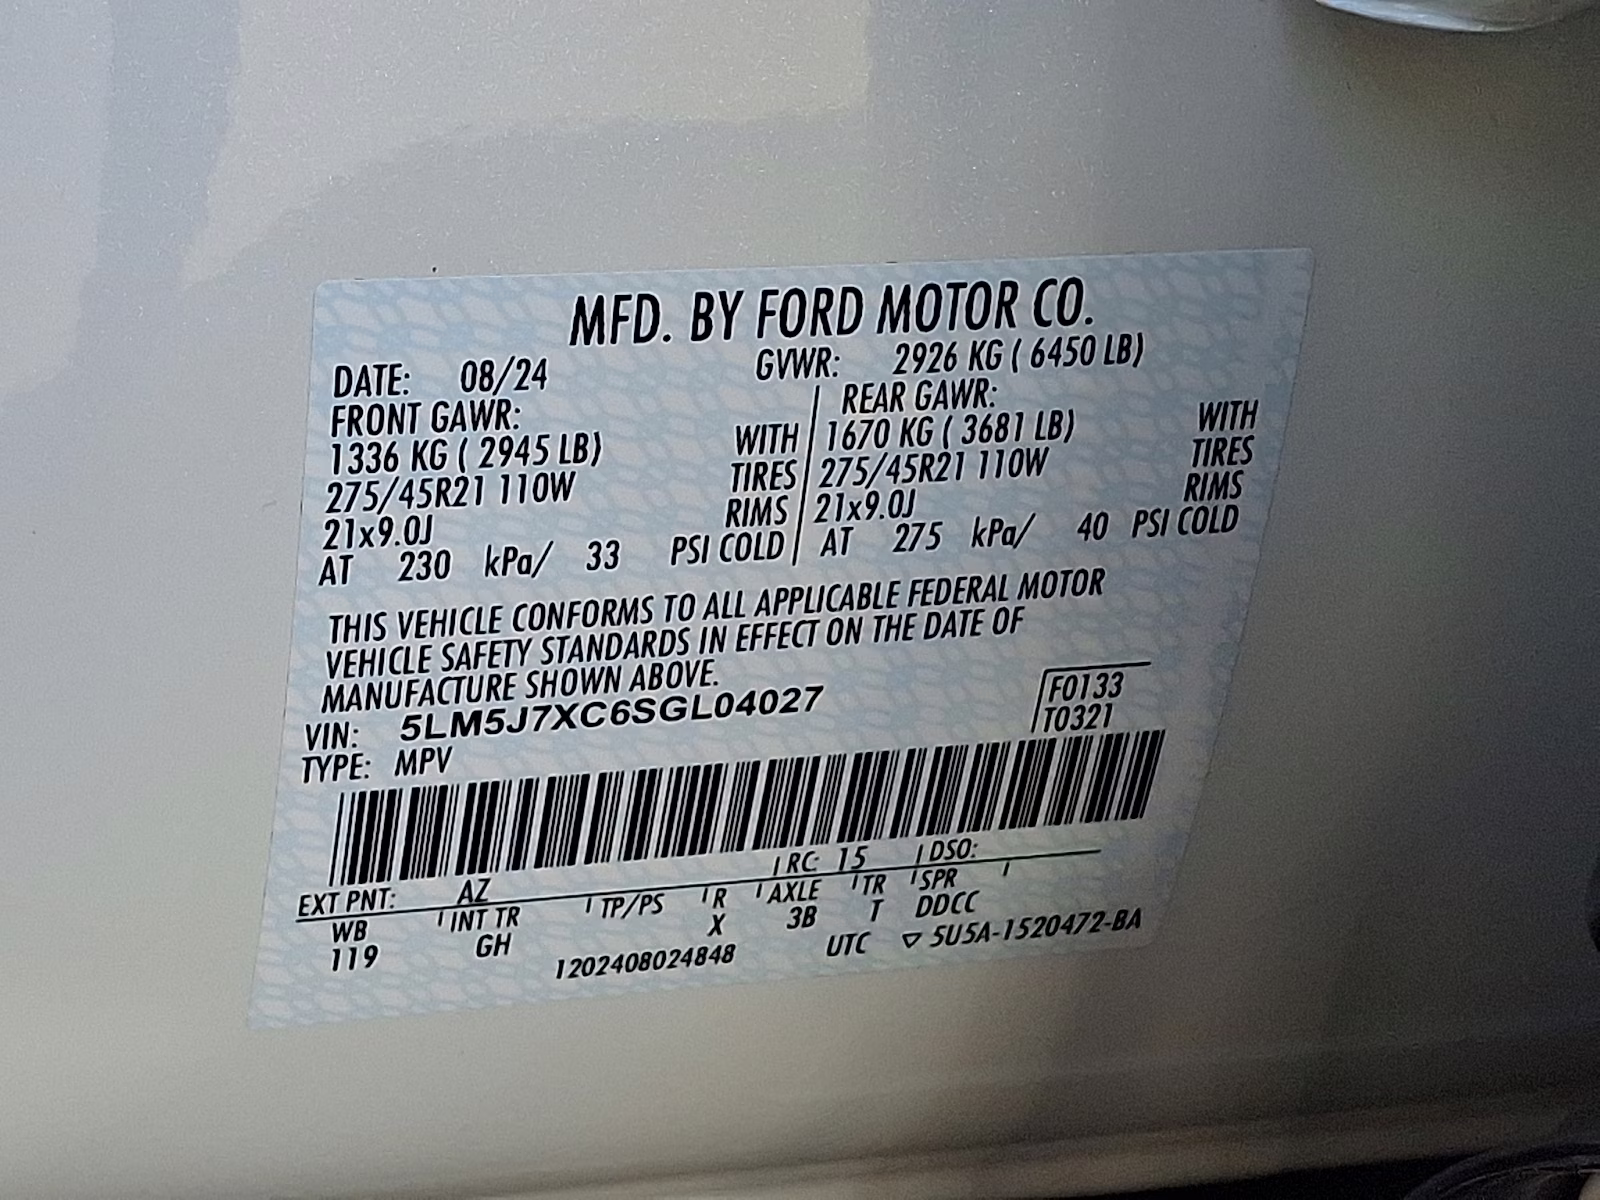 MFD. BY FORD MOTOR CO.
DATE: 08/24 GVWR: 2926 KG ( 6450 LB)
FRONT GAWR: REAR GAWR:
1336 KG ( 2945 LB) WITH 1670 KG ( 3681 LB) WITH
275/45R21 110W TIRES 275/45R21 110W TIRES
21x9.0J RIMS 21x9.0J RIMS
AT 230 kPa/ 33 PSI COLD AT 275 kPa/ 40 PSI COLD
THIS VEHICLE CONFORMS TO ALL APPLICABLE FEDERAL MOTOR
VEHICLE SAFETY STANDARDS IN EFFECT ON THE DATE OF
MANUFACTURE SHOWN ABOVE.
VIN: 5LM5J7XC6SGL04027 F0133
TYPE: MPV T0321
EXT PNT: AZ RC: 15 DSO:
WB INT TR TP/PS R AXLE TR SPR
119 GH X 3B T DDCC
1202408024848 UTC ▽ 5U5A-1520472-BA